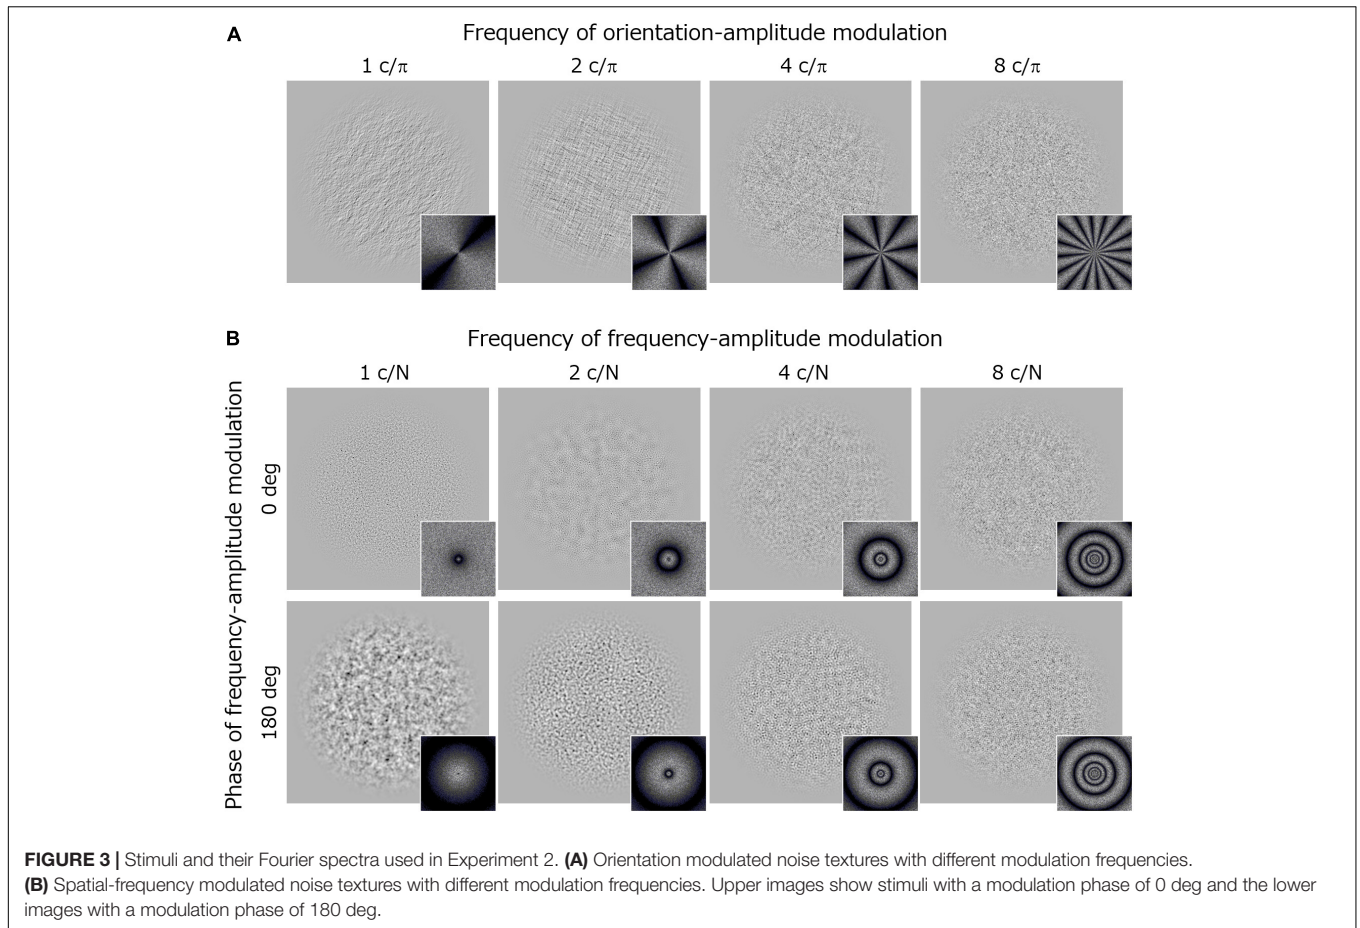 A
Frequency of orientation-amplitude modulation
1 c/π
2 c/π
4 c/π
8 c/π
B
Frequency of frequency-amplitude modulation
1 c/N
2 c/N
4 c/N
8 c/N
Phase of frequency-amplitude modulation
0 deg
180 deg
FIGURE 3 | Stimuli and their Fourier spectra used in Experiment 2. (A) Orientation modulated noise textures with different modulation frequencies.
(B) Spatial-frequency modulated noise textures with different modulation frequencies. Upper images show stimuli with a modulation phase of 0 deg and the lower
images with a modulation phase of 180 deg.